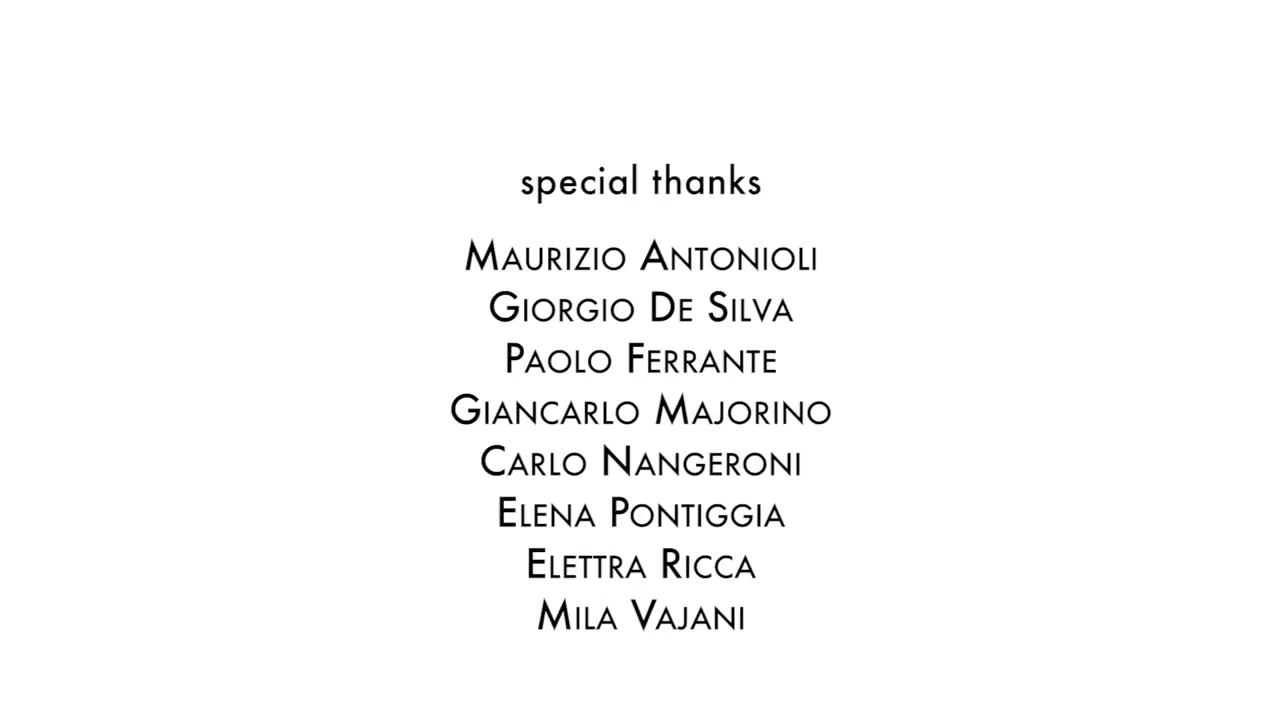 special thanks
MAURIZIO ANTONIOLI
GIORGIO DE SILVA
PAOLO FERRANTE
GIANCARLO MAJORINO
CARLO NANGERONI
ELENA PONTIGGIA
ELETTRA RICCA
MILA VAJANI